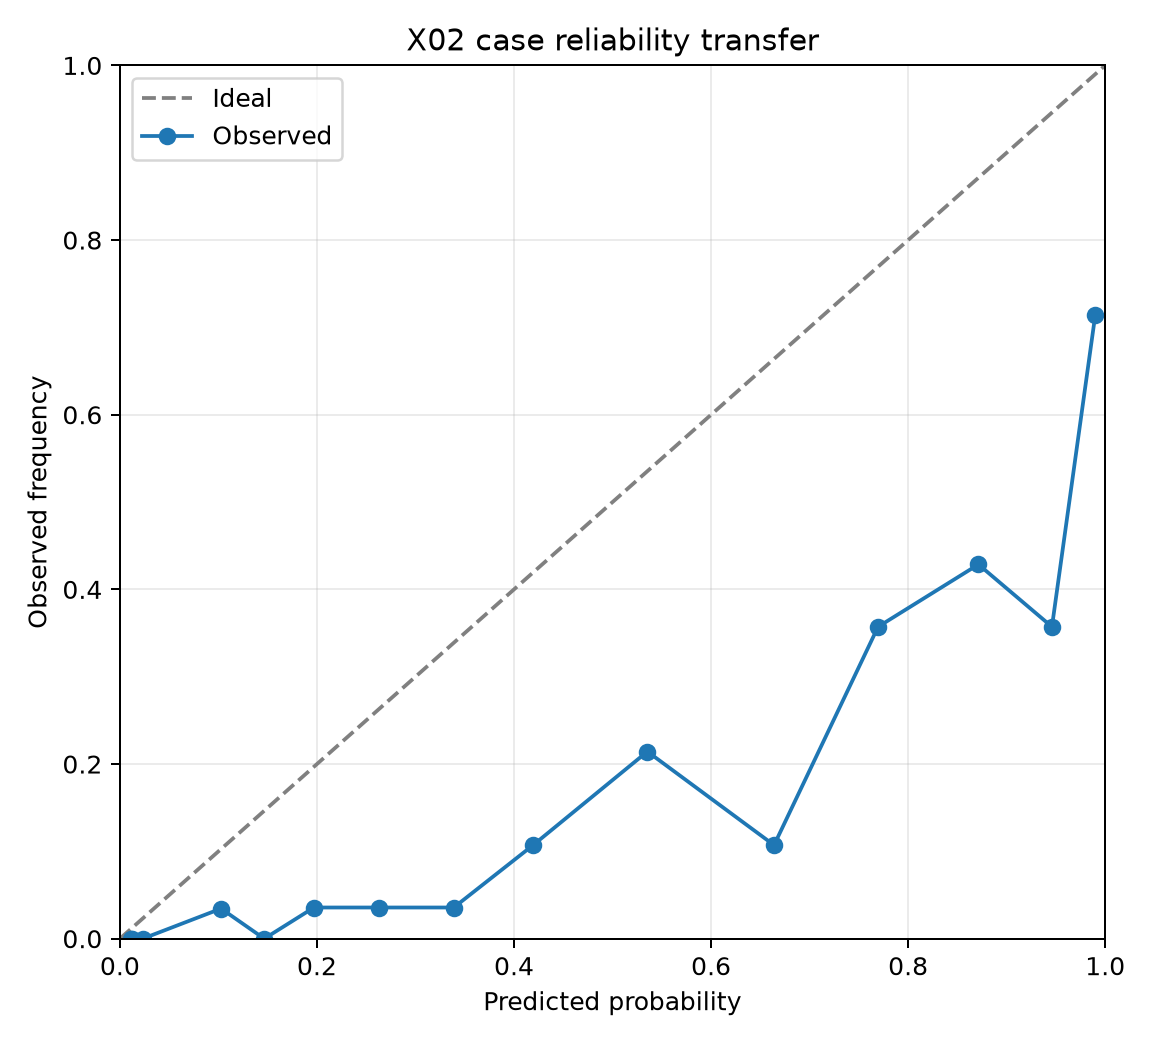 X02 case reliability transfer
Ideal
Observed
Observed frequency
1.0
0.8
0.6
0.4
0.2
0.0
0.0 0.2 0.4 0.6 0.8 1.0
Predicted probability